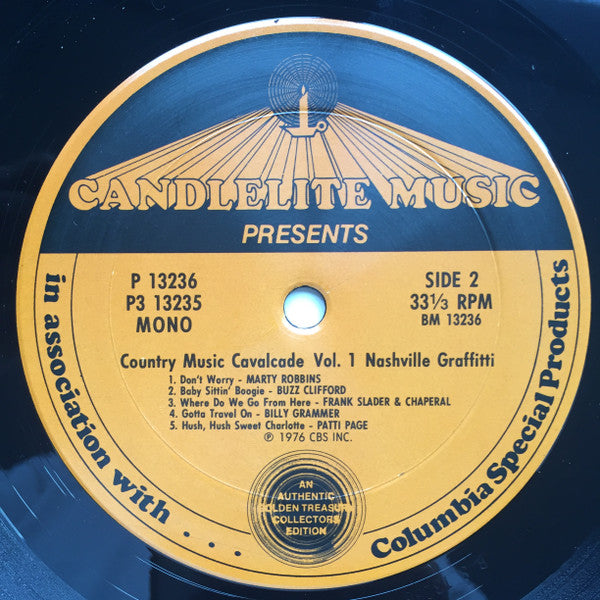 CANDLELITE MUSIC
PRESENTS
P 13236
P3 13235
MONO
SIDE 2
33⅓ RPM
BM 13236
Country Music Cavalcade Vol. 1 Nashville Graffitti
1. Don't Worry - MARTY ROBBINS
2. Baby Sittin' Boogie - BUZZ CLIFFORD
3. Where Do We Go From Here - FRANK SLADER & CHAPERAL
4. Gotta Travel On - BILLY GRAMMER
5. Hush, Hush Sweet Charlotte - PATTI PAGE
℗ 1976 CBS INC.
AN
AUTHENTIC
GOLDEN TREASURY
COLLECTORS
EDITION
in association with . . . Columbia Special Products